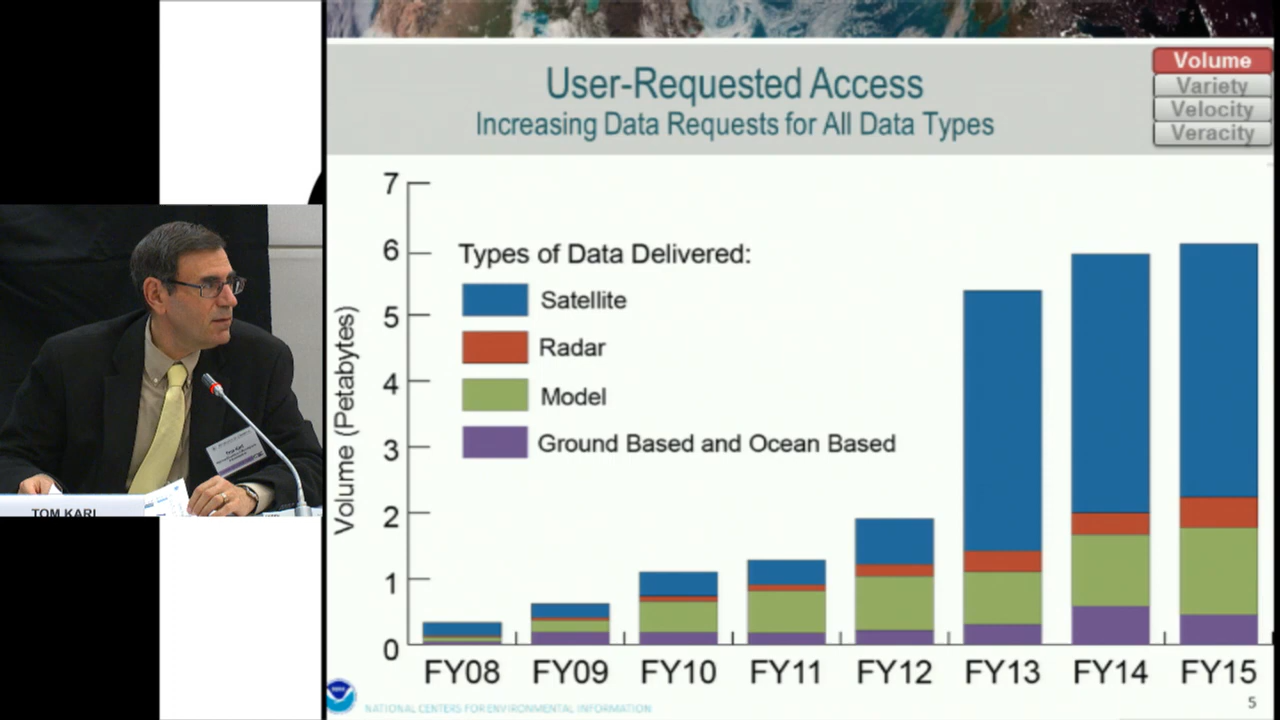 User-Requested Access
Increasing Data Requests for All Data Types
Volume
Variety
Velocity
Veracity
Volume (Petabytes)
7
6
5
4
3
2
1
0
Types of Data Delivered:
Satellite
Radar
Model
Ground Based and Ocean Based
FY08
FY09
FY10
FY11
FY12
FY13
FY14
FY15
NATIONAL CENTERS FOR ENVIRONMENTAL INFORMATION
5
TOM KARL
Tom Karl